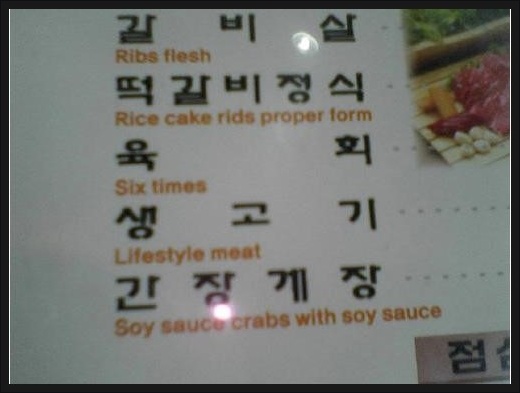 갈비살
Ribs flesh
떡갈비정식
Rice cake rids proper form
육회
Six times
생고기
Lifestyle meat
간장게장
Soy sauce crabs with soy sauce